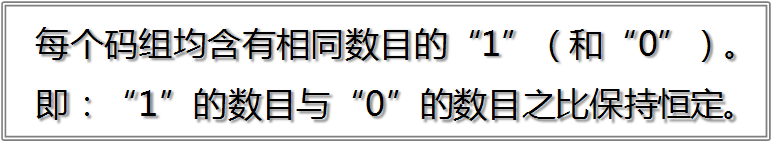 每个码组均含有相同数目的“1”（和“0”）。
即：“1”的数目与“0”的数目之比保持恒定。